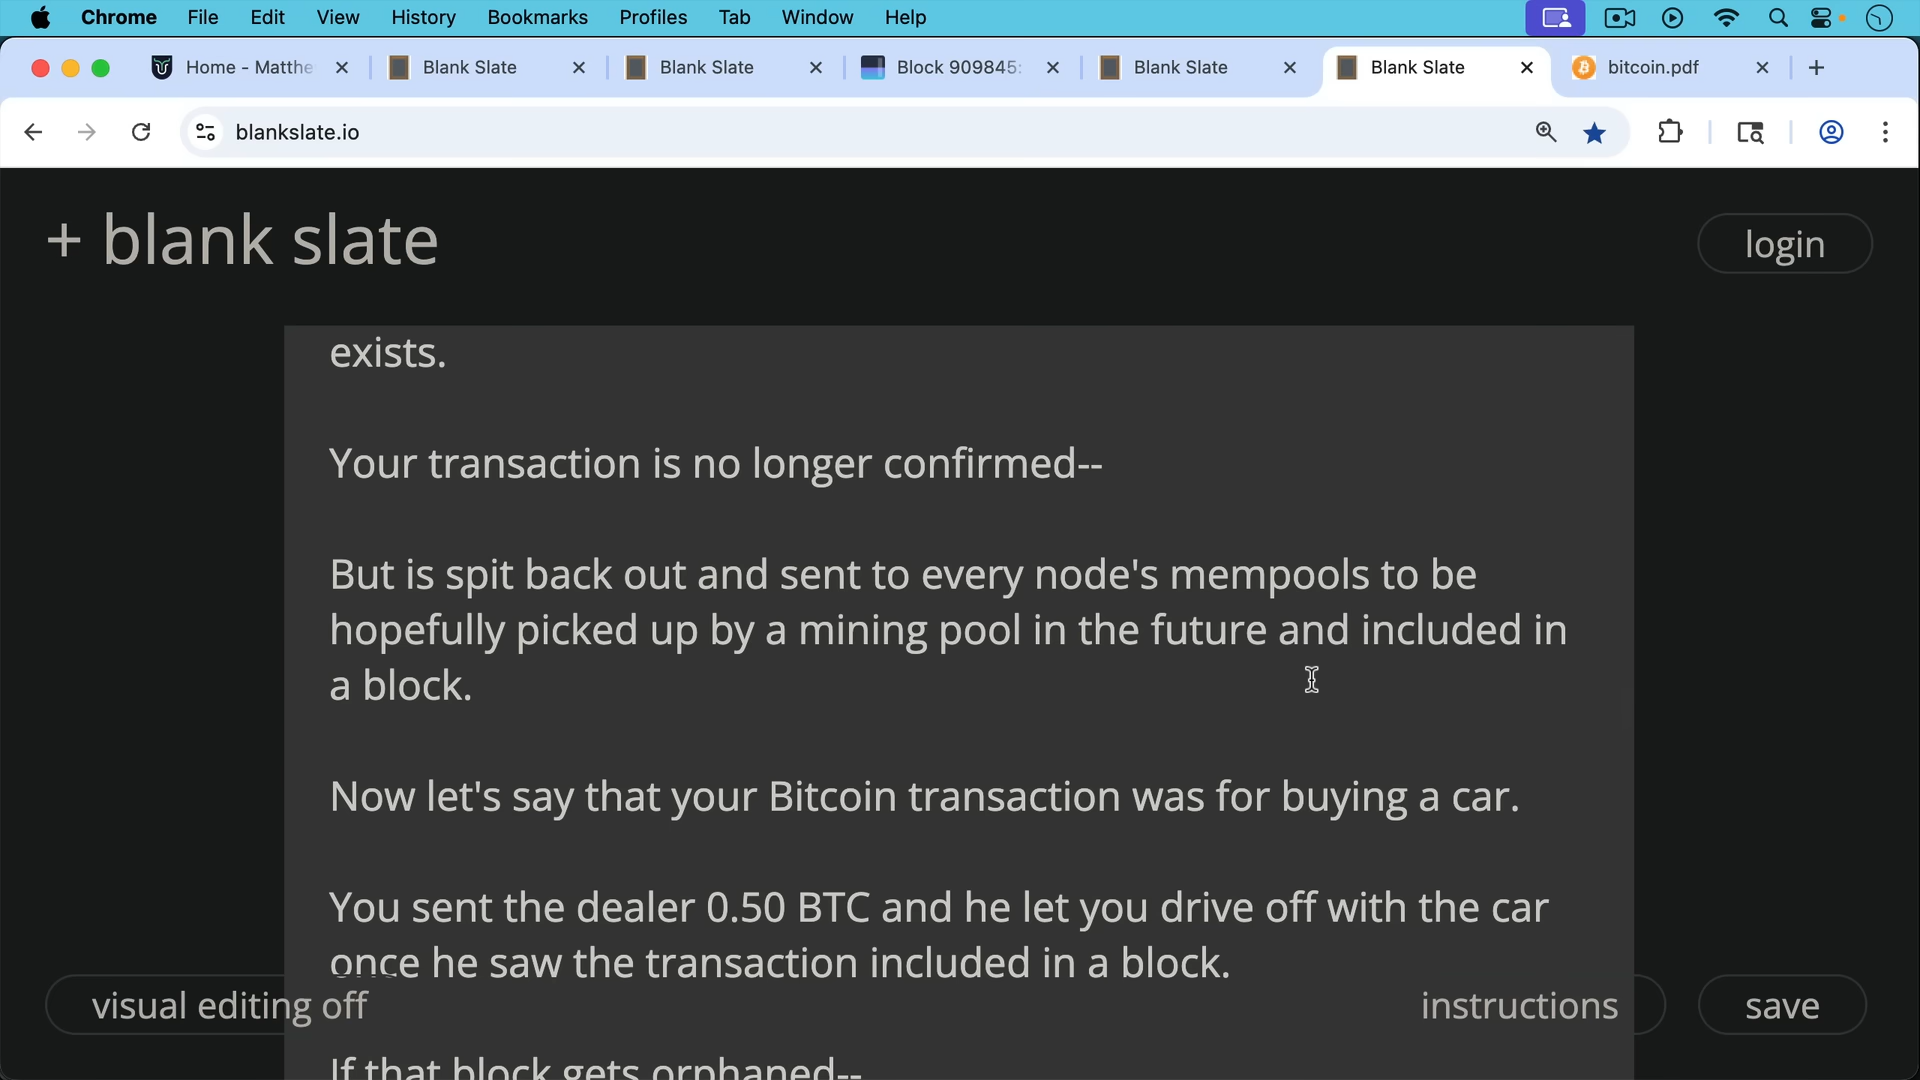 Chrome File Edit View History Bookmarks Profiles Tab Window Help
Home - Matthe Blank Slate Blank Slate Block 909845: Blank Slate Blank Slate bitcoin.pdf
blankslate.io
+ blank slate
login
exists.
Your transaction is no longer confirmed--
But is spit back out and sent to every node's mempools to be
hopefully picked up by a mining pool in the future and included in
a block.
Now let's say that your Bitcoin transaction was for buying a car.
You sent the dealer 0.50 BTC and he let you drive off with the car
once he saw the transaction included in a block.
visual editing off instructions save
If that block gets orphaned--